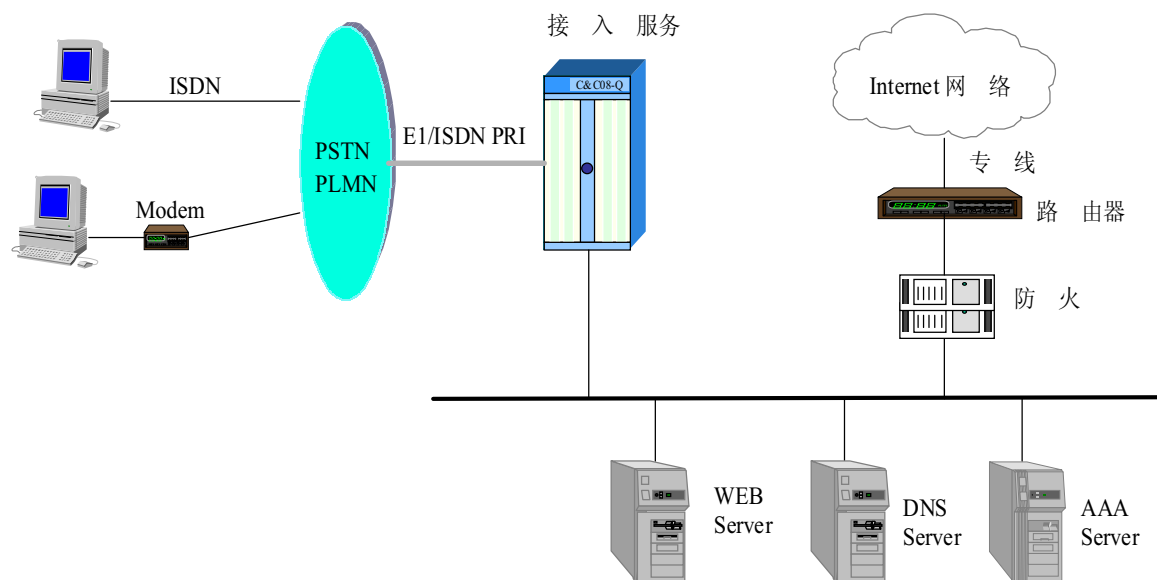 接 入 服务
C&C08-Q
Internet 网 络
ISDN
E1/ISDN PRI
PSTN
PLMN
专 线
路 由器
Modem
防 火
WEB
Server
DNS
Server
AAA
Server